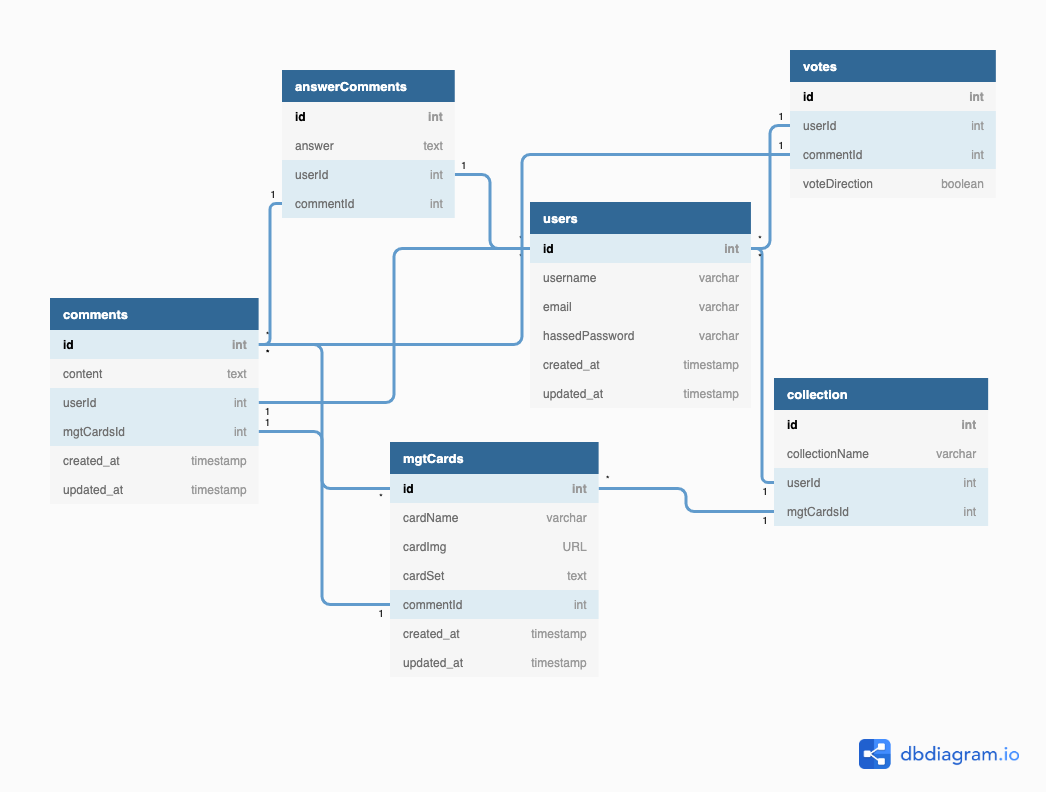 answerComments
id int
answer text
userId int
commentId int
1
1
votes
id int
userId int
commentId int
voteDirection boolean
1
1
users
id int
username varchar
email varchar
hassedPassword varchar
created_at timestamp
updated_at timestamp
*
*
*
*
comments
id int
content text
userId int
mgtCardsId int
created_at timestamp
updated_at timestamp
*
*
1
1
mgtCards
id int
cardName varchar
cardImg URL
cardSet text
commentId int
created_at timestamp
updated_at timestamp
*
*
1
collection
id int
collectionName varchar
userId int
mgtCardsId int
1
1
dbdiagram.io